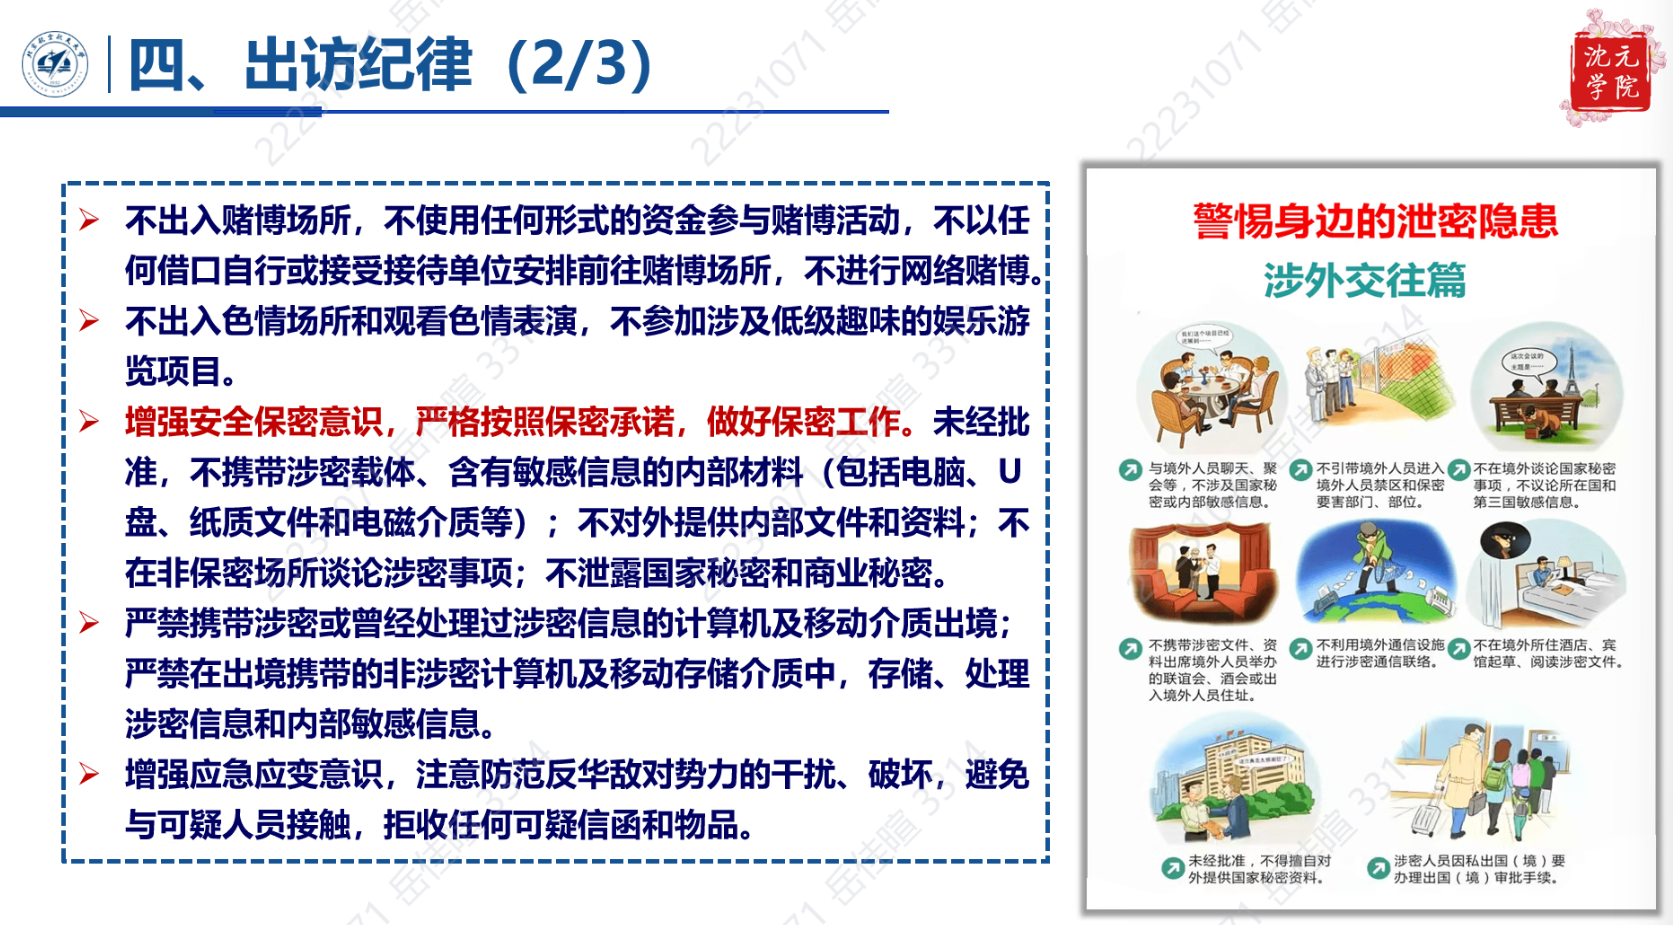 四、出访纪律（2/3）
沈元
学院
不出入赌博场所，不使用任何形式的资金参与赌博活动，不以任
何借口自行或接受接待单位安排前往赌博场所，不进行网络赌博。
不出入色情场所和观看色情表演，不参加涉及低级趣味的娱乐游
览项目。
增强安全保密意识，严格按照保密承诺，做好保密工作。未经批
准，不携带涉密载体、含有敏感信息的内部材料（包括电脑、U
盘、纸质文件和电磁介质等）；不对外提供内部文件和资料；不
在非保密场所谈论涉密事项；不泄露国家秘密和商业秘密。
严禁携带涉密或曾经处理过涉密信息的计算机及移动介质出境；
严禁在出境携带的非涉密计算机及移动存储介质中，存储、处理
涉密信息和内部敏感信息。
增强应急应变意识，注意防范反华敌对势力的干扰、破坏，避免
与可疑人员接触，拒收任何可疑信函和物品。
警惕身边的泄密隐患
涉外交往篇
我们这个项目已经
这次会议的
主题是……
与境外人员聊天、聚
会等，不涉及国家秘
密或内部敏感信息。
不引带境外人员进入
境外人员禁区和保密
要害部门、部位。
不在境外谈论国家秘密
事项，不议论所在国和
第三国敏感信息。
不携带涉密文件、资
料出席境外人员举办
的联谊会、酒会或出
入境外人员住址。
不利用境外通信设施
进行涉密通信联络。
不在境外所住酒店、宾
馆起草、阅读涉密文件。
未经批准，不得擅自对
外提供国家秘密资料。
涉密人员因私出国（境）要
办理出国（境）审批手续。
22231071 岳佳暄 3314